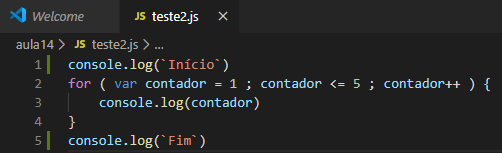 Welcome JS teste2.js ×
aula14 > JS teste2.js > ...
1 console.log(`Início`)
2 for ( var contador = 1 ; contador <= 5 ; contador++ ) {
3 console.log(contador)
4 }
5 console.log(`Fim`)